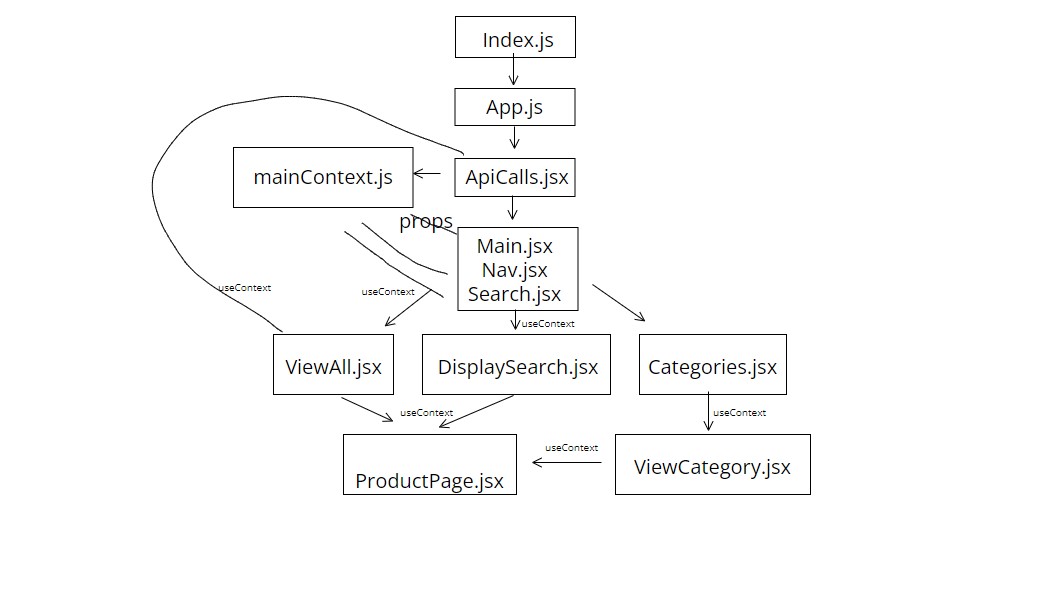 Index.js
App.js
mainContext.js
ApiCalls.jsx
props
Main.jsx
Nav.jsx
Search.jsx
useContext
useContext
useContext
ViewAll.jsx
DisplaySearch.jsx
Categories.jsx
useContext
useContext
useContext
ProductPage.jsx
ViewCategory.jsx